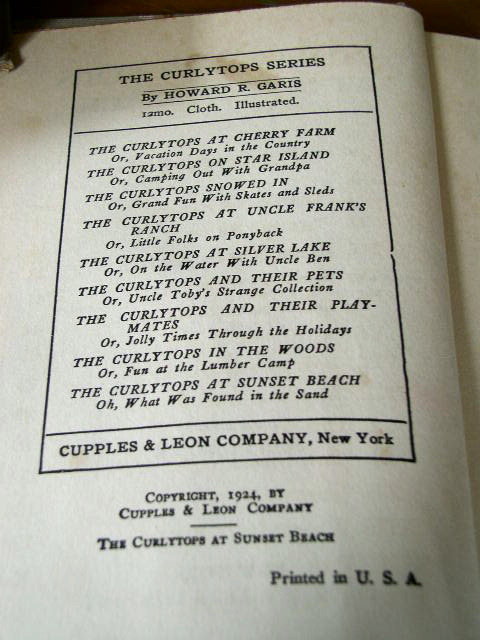 THE CURLYTOPS SERIES
By HOWARD R. GARIS
12mo. Cloth. Illustrated.
THE CURLYTOPS AT CHERRY FARM
Or, Vacation Days in the Country
THE CURLYTOPS ON STAR ISLAND
Or, Camping Out With Grandpa
THE CURLYTOPS SNOWED IN
Or, Grand Fun With Skates and Sleds
THE CURLYTOPS AT UNCLE FRANK'S
RANCH
Or, Little Folks on Ponyback
THE CURLYTOPS AT SILVER LAKE
Or, On the Water With Uncle Ben
THE CURLYTOPS AND THEIR PETS
Or, Uncle Toby's Strange Collection
THE CURLYTOPS AND THEIR PLAY-
MATES
Or, Jolly Times Through the Holidays
THE CURLYTOPS IN THE WOODS
Or, Fun at the Lumber Camp
THE CURLYTOPS AT SUNSET BEACH
Oh, What Was Found in the Sand
CUPPLES & LEON COMPANY, New York
COPYRIGHT, 1924, BY
CUPPLES & LEON COMPANY
THE CURLYTOPS AT SUNSET BEACH
Printed in U. S. A.